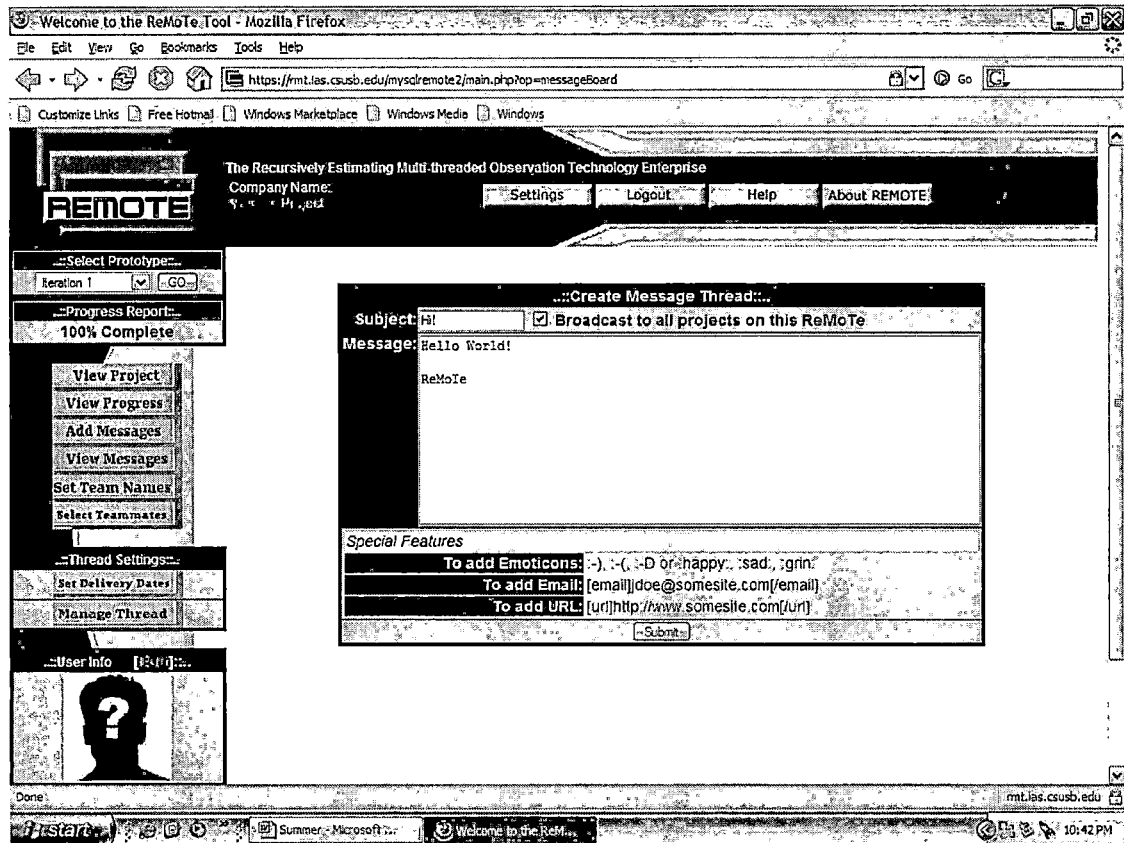 Welcome to the ReMoTe Tool - Mozilla Firefox
File Edit View Go Bookmarks Tools Help
https://rmt.ias.csusb.edu/mysqlremote2/main.php?op=messageBoard
Go
Customize Links Free Hotmail Windows Marketplace Windows Media Windows
The Recursively Estimating Multi-threaded Observation Technology Enterprise
Company Name:
Settings Logout Help About REMOTE
REMOTE
..::Select Prototype::..
Iteration 1 GO
..::Progress Report::..
100% Complete
View Project
View Progress
Add Messages
View Messages
Set Team Names
Select Teammates
..::Thread Settings::..
Set Delivery Dates
Manage Thread
..::User Info
?
..::Create Message Thread::..
Subject: Hi! Broadcast to all projects on this ReMoTe
Message: Hello World!
ReMoTe
Special Features
To add Emoticons: :-), :-(, :-D or :happy:, :sad:, :grin:
To add Email: [email]jdoe@somesite.com[/email]
To add URL: [url]http://www.somesite.com[/url]
Submit
Done
rmt.ias.csusb.edu
start
Summer - Microsoft ...
Welcome to the ReM...
10:42 PM